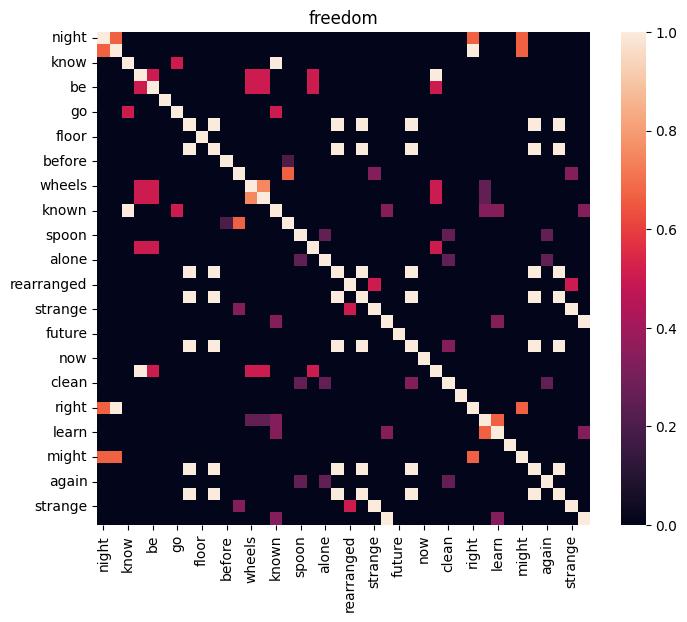 freedom
night
know
be
go
floor
before
wheels
known
spoon
alone
rearranged
strange
future
now
clean
right
learn
might
again
strange
1.0
0.8
0.6
0.4
0.2
0.0
night
know
be
go
floor
before
wheels
known
spoon
alone
rearranged
strange
future
now
clean
right
learn
might
again
strange